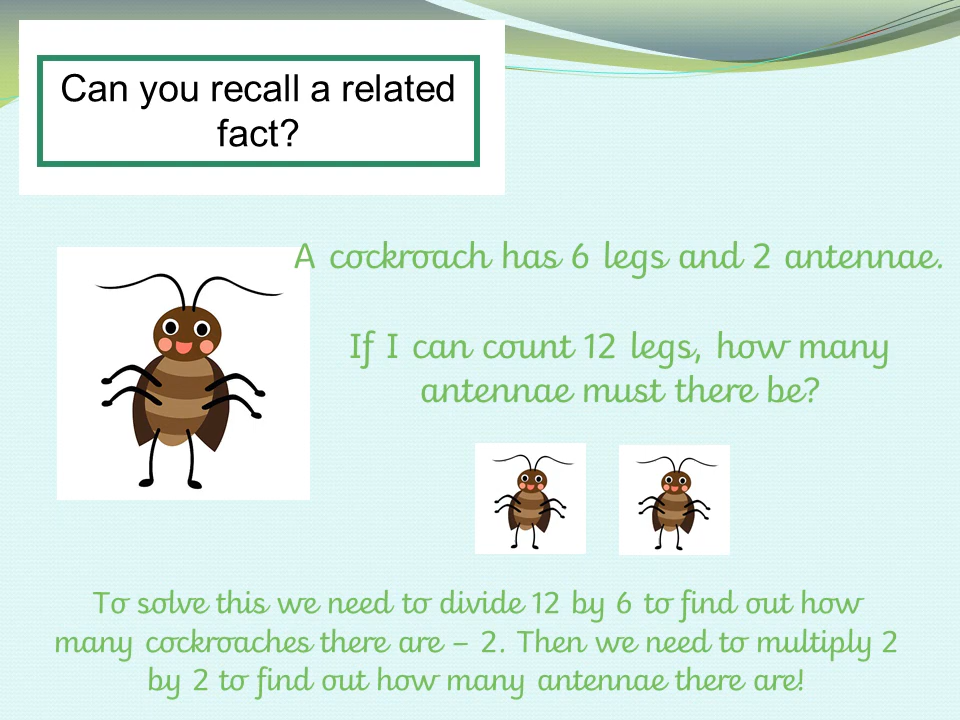 Can you recall a related
fact?
A cockroach has 6 legs and 2 antennae.
If I can count 12 legs, how many
antennae must there be?
To solve this we need to divide 12 by 6 to find out how
many cockroaches there are – 2. Then we need to multiply 2
by 2 to find out how many antennae there are!